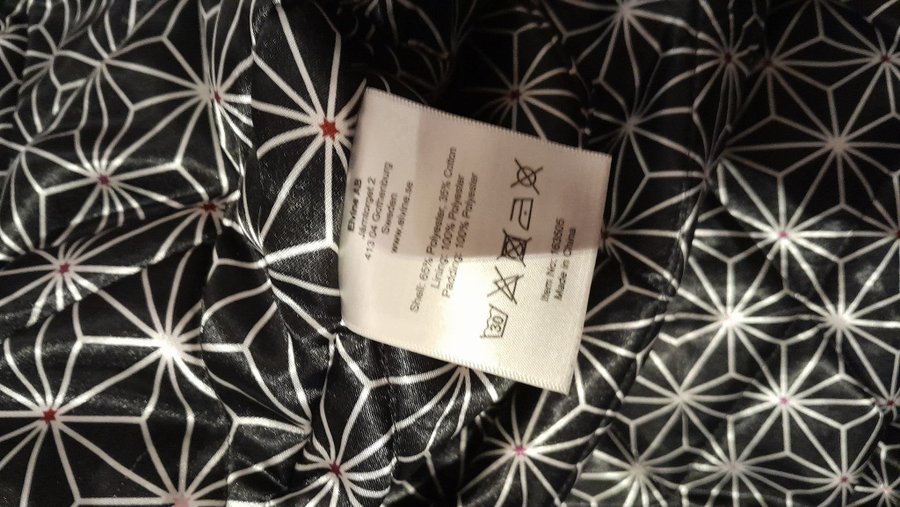 Elvine AB
Järntorget 2
413 04 Gothenburg
Sweden
www.elvine.se
Shell: 65% Polyester, 35% Cotton
Lining: 100% Polyester
Padding: 100% Polyester
30
Item No: 163505
Made in China